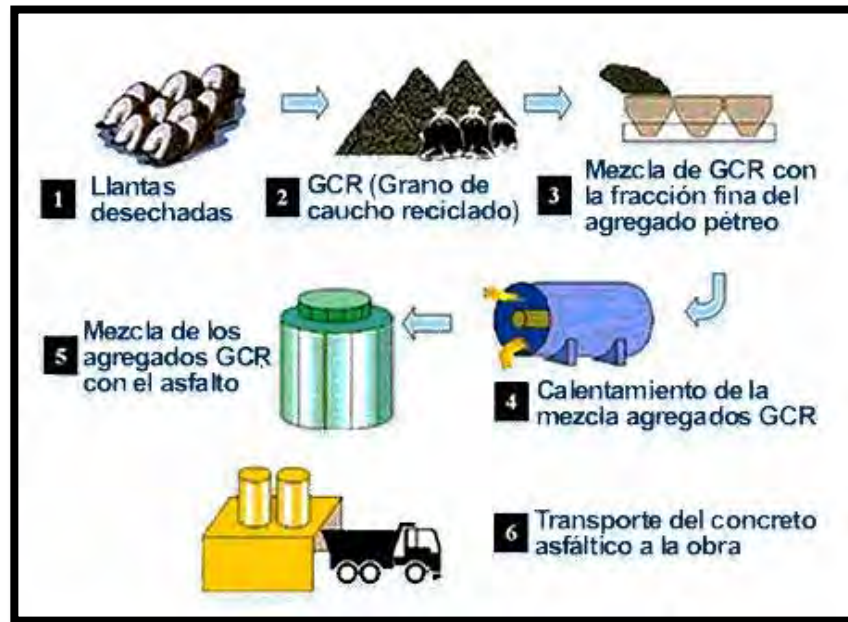 1 Llantas
desechadas
2 GCR (Grano de
caucho reciclado)
3 Mezcla de GCR con
la fracción fina del
agregado pétreo
4 Calentamiento de la
mezcla agregados GCR
5 Mezcla de los
agregados GCR
con el asfalto
6 Transporte del concreto
asfáltico a la obra